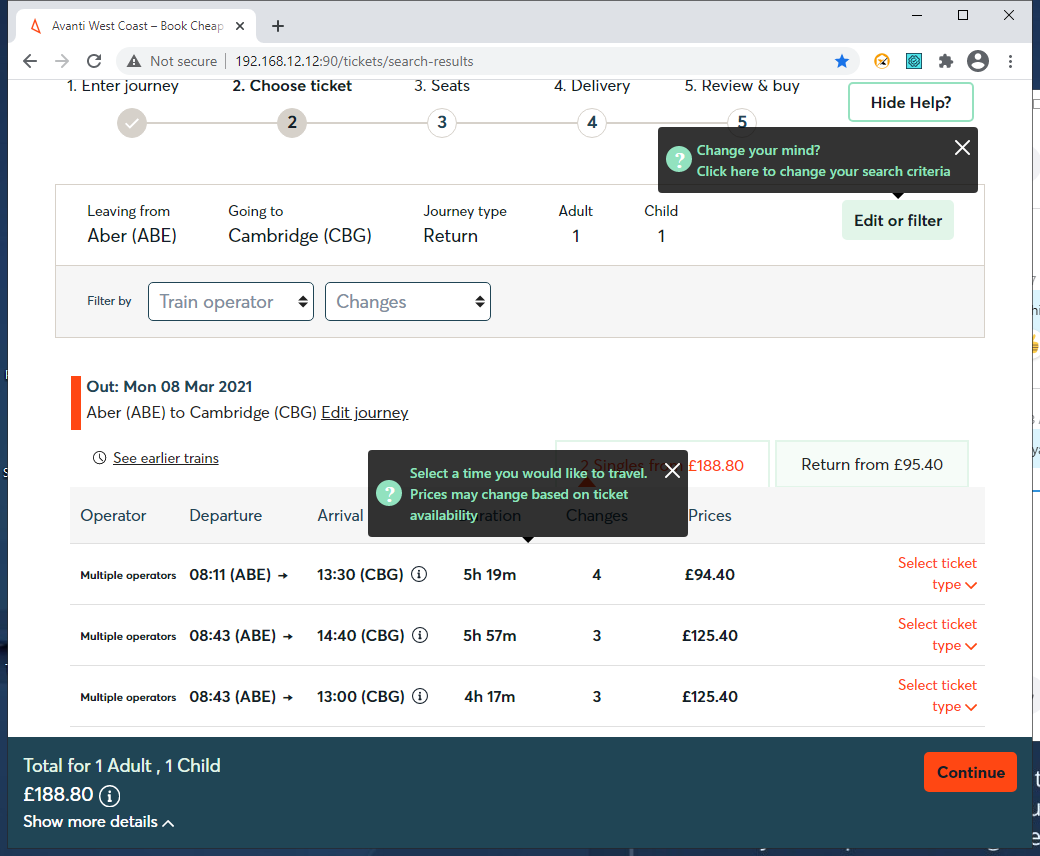 Avanti West Coast – Book Cheap
Not secure
192.168.12.12:90/tickets/search-results
1. Enter journey
2. Choose ticket
3. Seats
4. Delivery
5. Review & buy
2
3
4
5
Hide Help?
Change your mind?
Click here to change your search criteria
Leaving from
Aber (ABE)
Going to
Cambridge (CBG)
Journey type
Return
Adult
1
Child
1
Edit or filter
Filter by
Train operator
Changes
Out: Mon 08 Mar 2021
Aber (ABE) to Cambridge (CBG) Edit journey
See earlier trains
2 Singles from £188.80
Return from £95.40
Select a time you would like to travel.
Prices may change based on ticket
availability
Operator
Departure
Arrival
Duration
Changes
Prices
Multiple operators 08:11 (ABE) → 13:30 (CBG) 5h 19m 4 £94.40
Select ticket
type
Multiple operators 08:43 (ABE) → 14:40 (CBG) 5h 57m 3 £125.40
Select ticket
type
Multiple operators 08:43 (ABE) → 13:00 (CBG) 4h 17m 3 £125.40
Select ticket
type
Total for 1 Adult , 1 Child
£188.80
Show more details
Continue